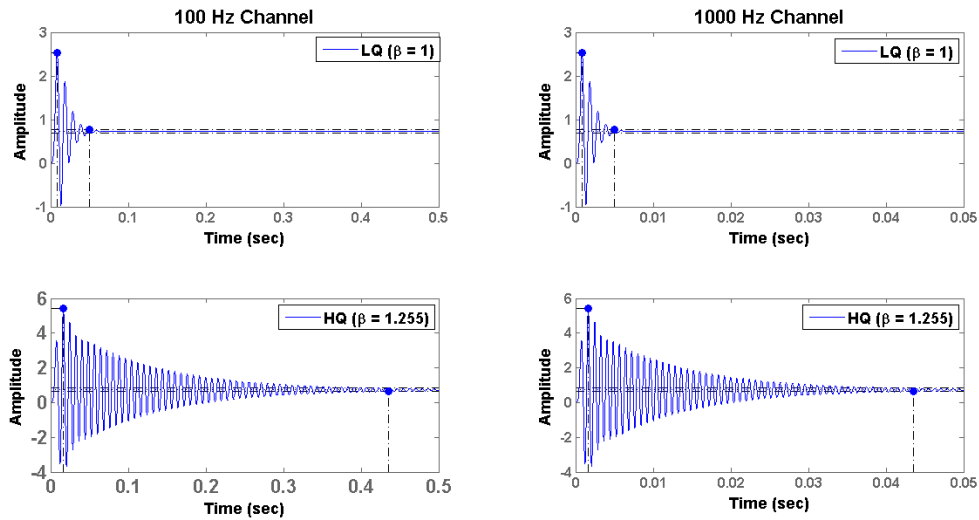 100 Hz Channel
3
2
1
0
-1
Amplitude
LQ (β = 1)
0 0.1 0.2 0.3 0.4 0.5
Time (sec)
1000 Hz Channel
3
2
1
0
-1
Amplitude
LQ (β = 1)
0 0.01 0.02 0.03 0.04 0.05
Time (sec)
6
4
2
0
-2
-4
Amplitude
HQ (β = 1.255)
0 0.1 0.2 0.3 0.4 0.5
Time (sec)
6
4
2
0
-2
-4
Amplitude
HQ (β = 1.255)
0 0.01 0.02 0.03 0.04 0.05
Time (sec)